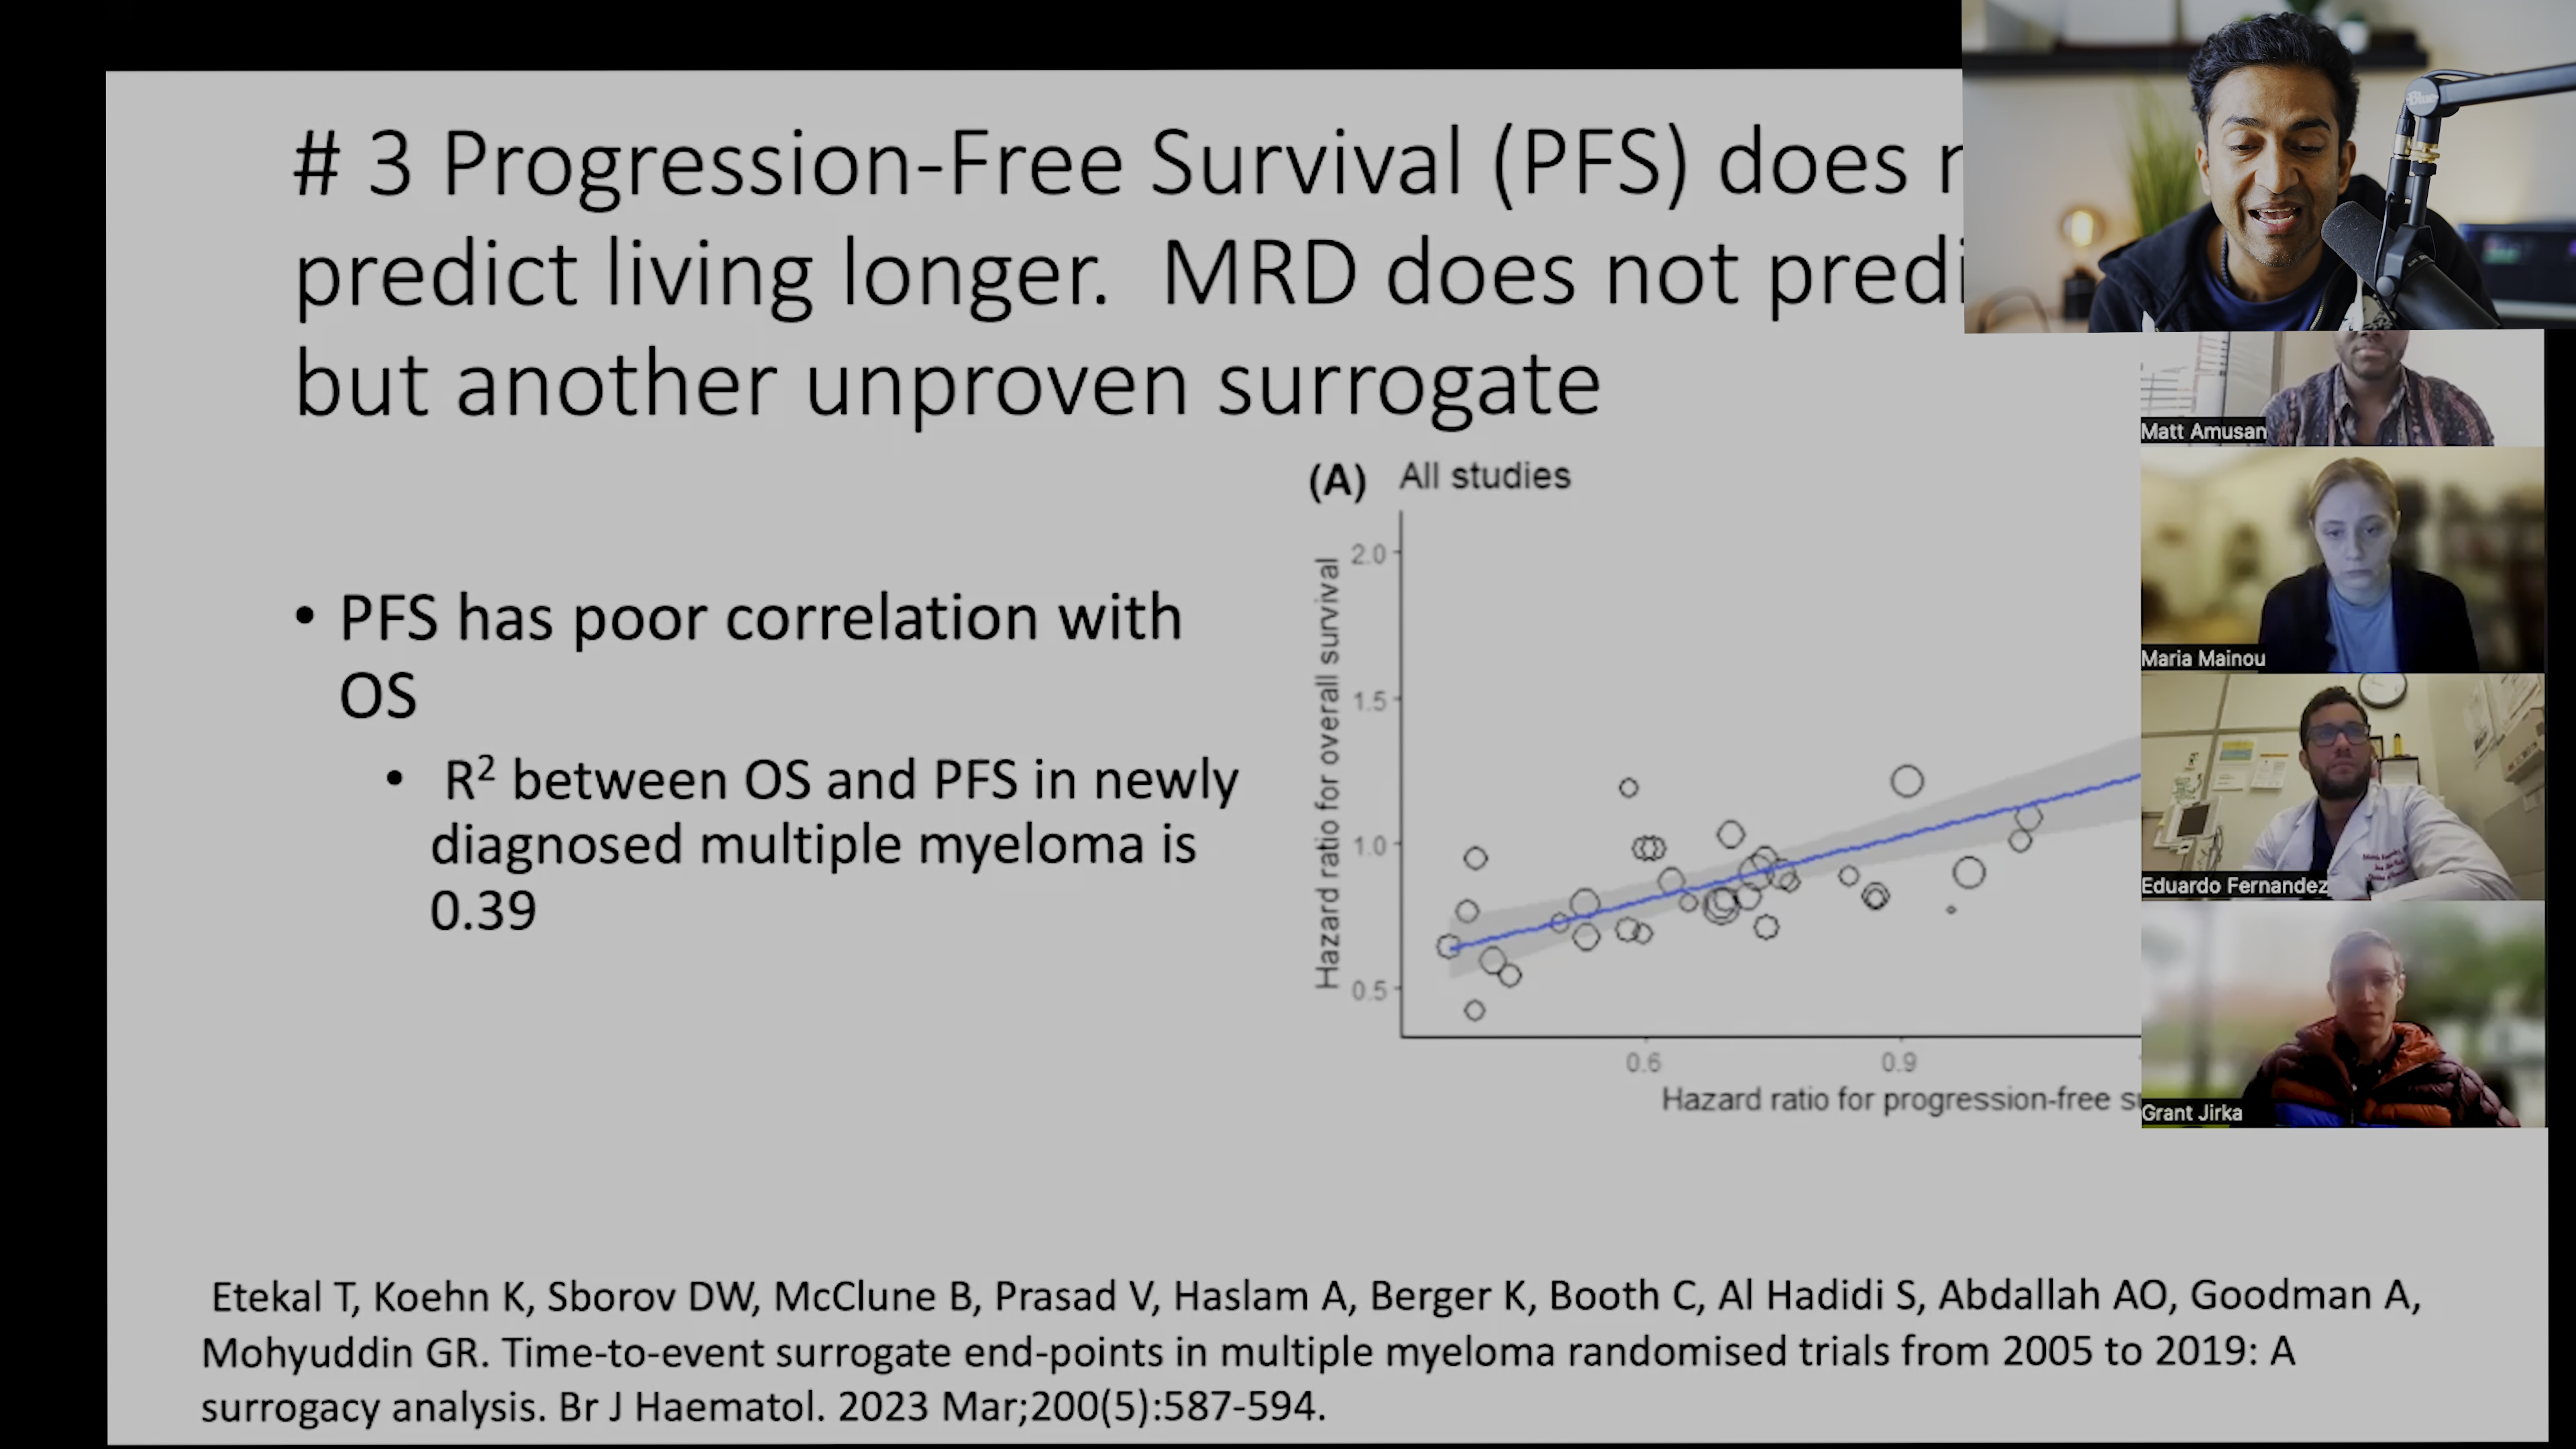 # 3 Progression-Free Survival (PFS) does
predict living longer. MRD does not
but another unproven surrogate
• PFS has poor correlation with
OS
• R² between OS and PFS in newly
diagnosed multiple myeloma is
0.39
(A) All studies
Hazard ratio for overall survival
2.0
1.5
1.0
0.5
0.6
0.9
Hazard ratio for progression-free
Etekal T, Koehn K, Sborov DW, McClune B, Prasad V, Haslam A, Berger K, Booth C, Al Hadidi S, Abdallah AO, Goodman A,
Mohyuddin GR. Time-to-event surrogate end-points in multiple myeloma randomised trials from 2005 to 2019: A
surrogacy analysis. Br J Haematol. 2023 Mar;200(5):587-594.
Blue
Matt Amusan
Maria Mainou
Eduardo Fernandez
Grant Jirka